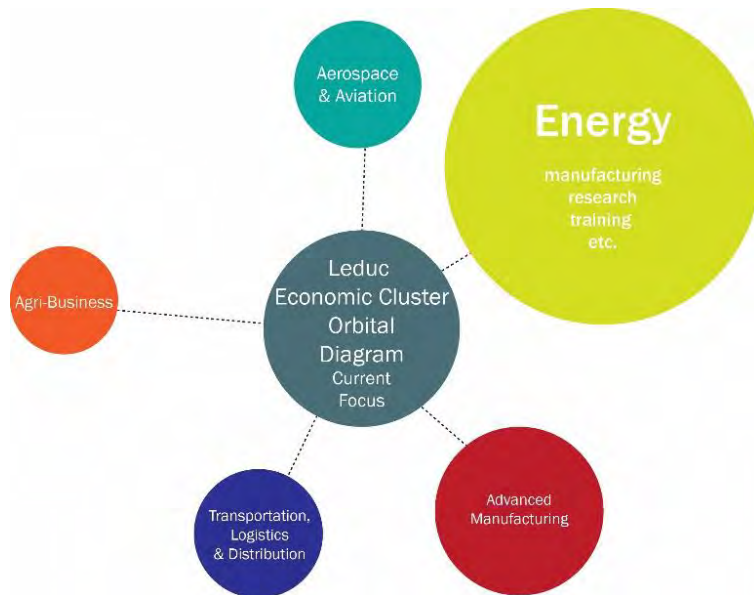 Aerospace
& Aviation
Energy
manufacturing
research
training
etc.
Leduc
Economic Cluster
Orbital
Diagram
Current
Focus
Agri-Business
Transportation,
Logistics
& Distribution
Advanced
Manufacturing